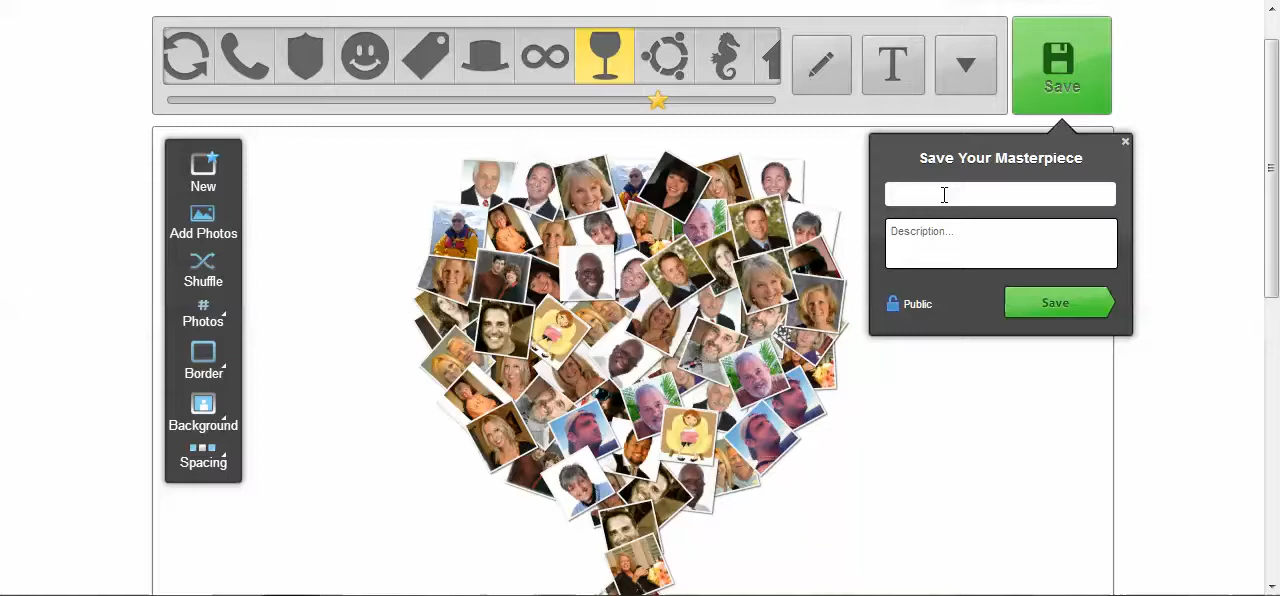 T
Save
Save Your Masterpiece
Description...
Public
Save
New
Add Photos
Shuffle
#
Photos
Border
Background
Spacing